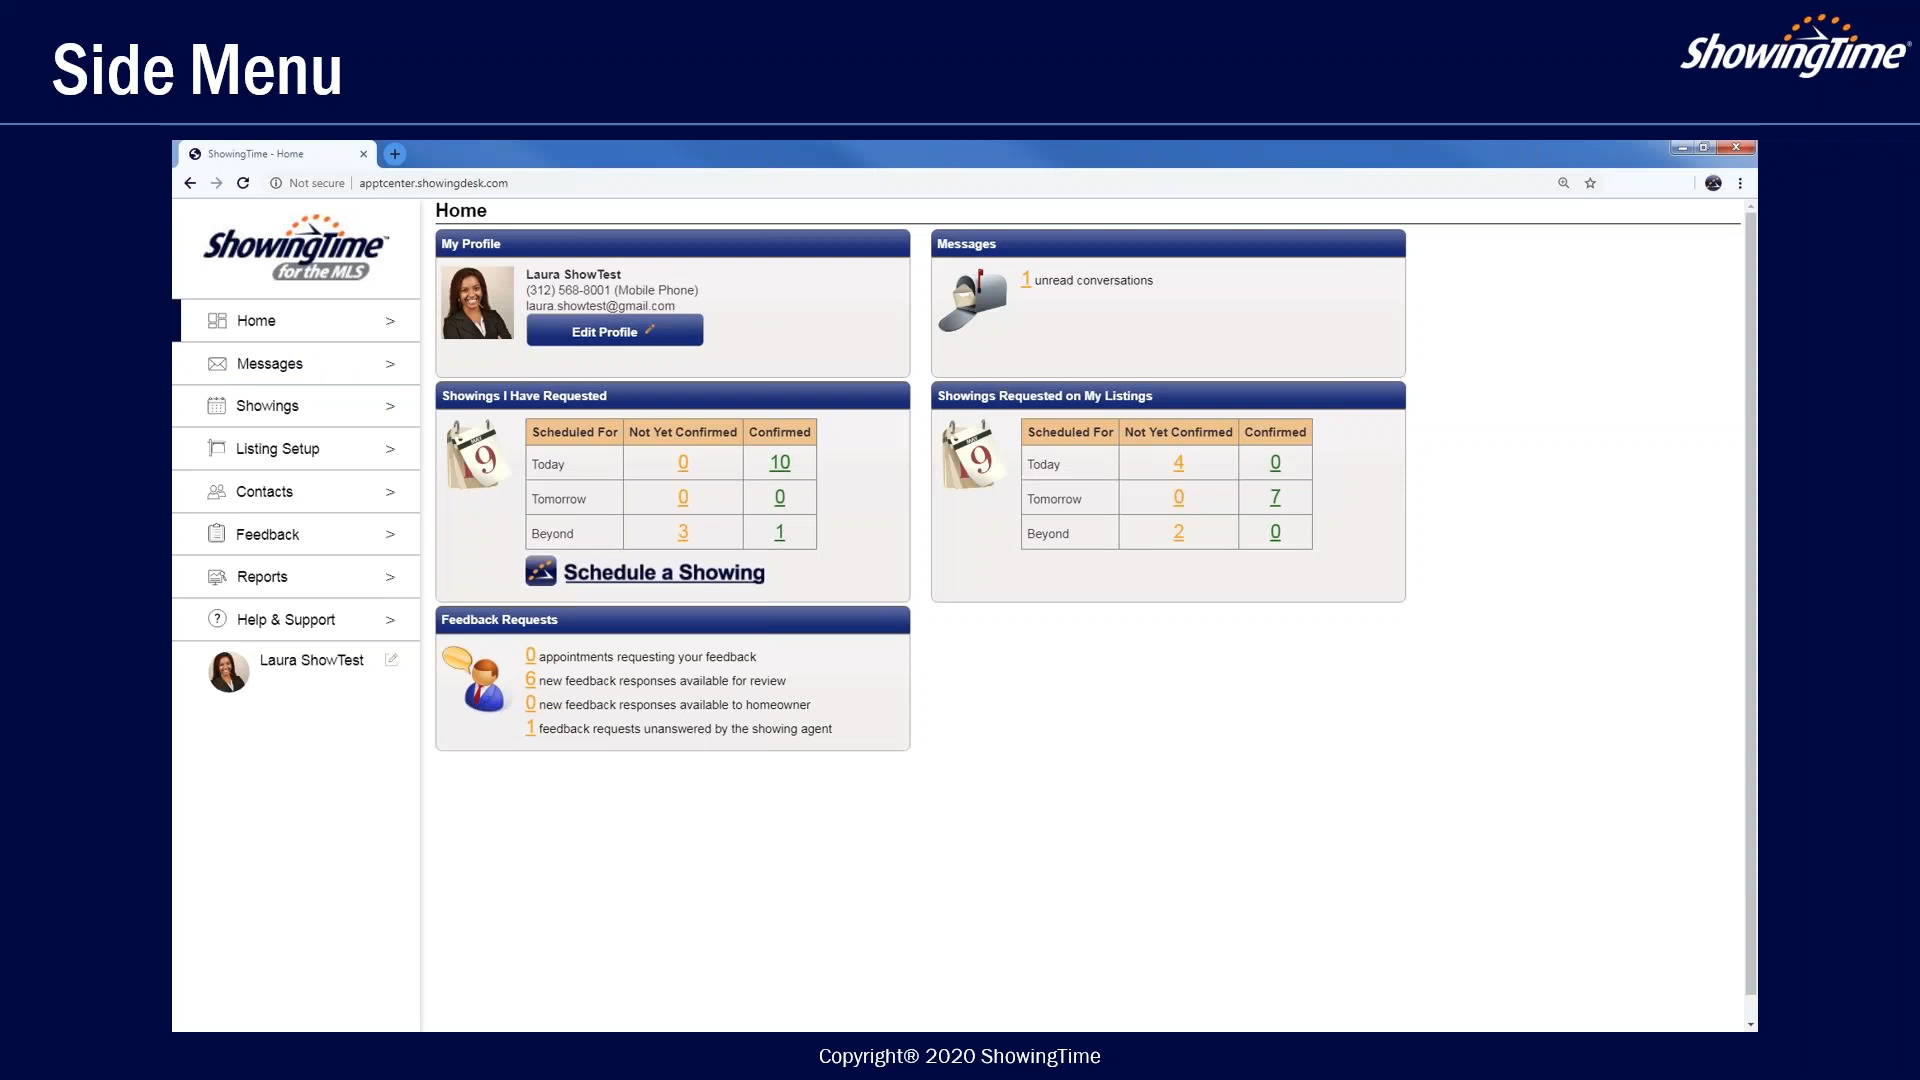 Side Menu
ShowingTime®
ShowingTime - Home
Not secure | apptcenter.showingdesk.com
ShowingTime™
for the MLS
Home >
Messages >
Showings >
Listing Setup >
Contacts >
Feedback >
Reports >
? Help & Support >
Laura ShowTest
Home
My Profile
Laura ShowTest
(312) 568-8001 (Mobile Phone)
laura.showtest@gmail.com
Edit Profile
Messages
1 unread conversations
Showings I Have Requested
MAY
9
Scheduled For Not Yet Confirmed Confirmed
Today 0 10
Tomorrow 0 0
Beyond 3 1
Schedule a Showing
Showings Requested on My Listings
MAY
9
Scheduled For Not Yet Confirmed Confirmed
Today 4 0
Tomorrow 0 7
Beyond 2 0
Feedback Requests
0 appointments requesting your feedback
6 new feedback responses available for review
0 new feedback responses available to homeowner
1 feedback requests unanswered by the showing agent
Copyright® 2020 ShowingTime